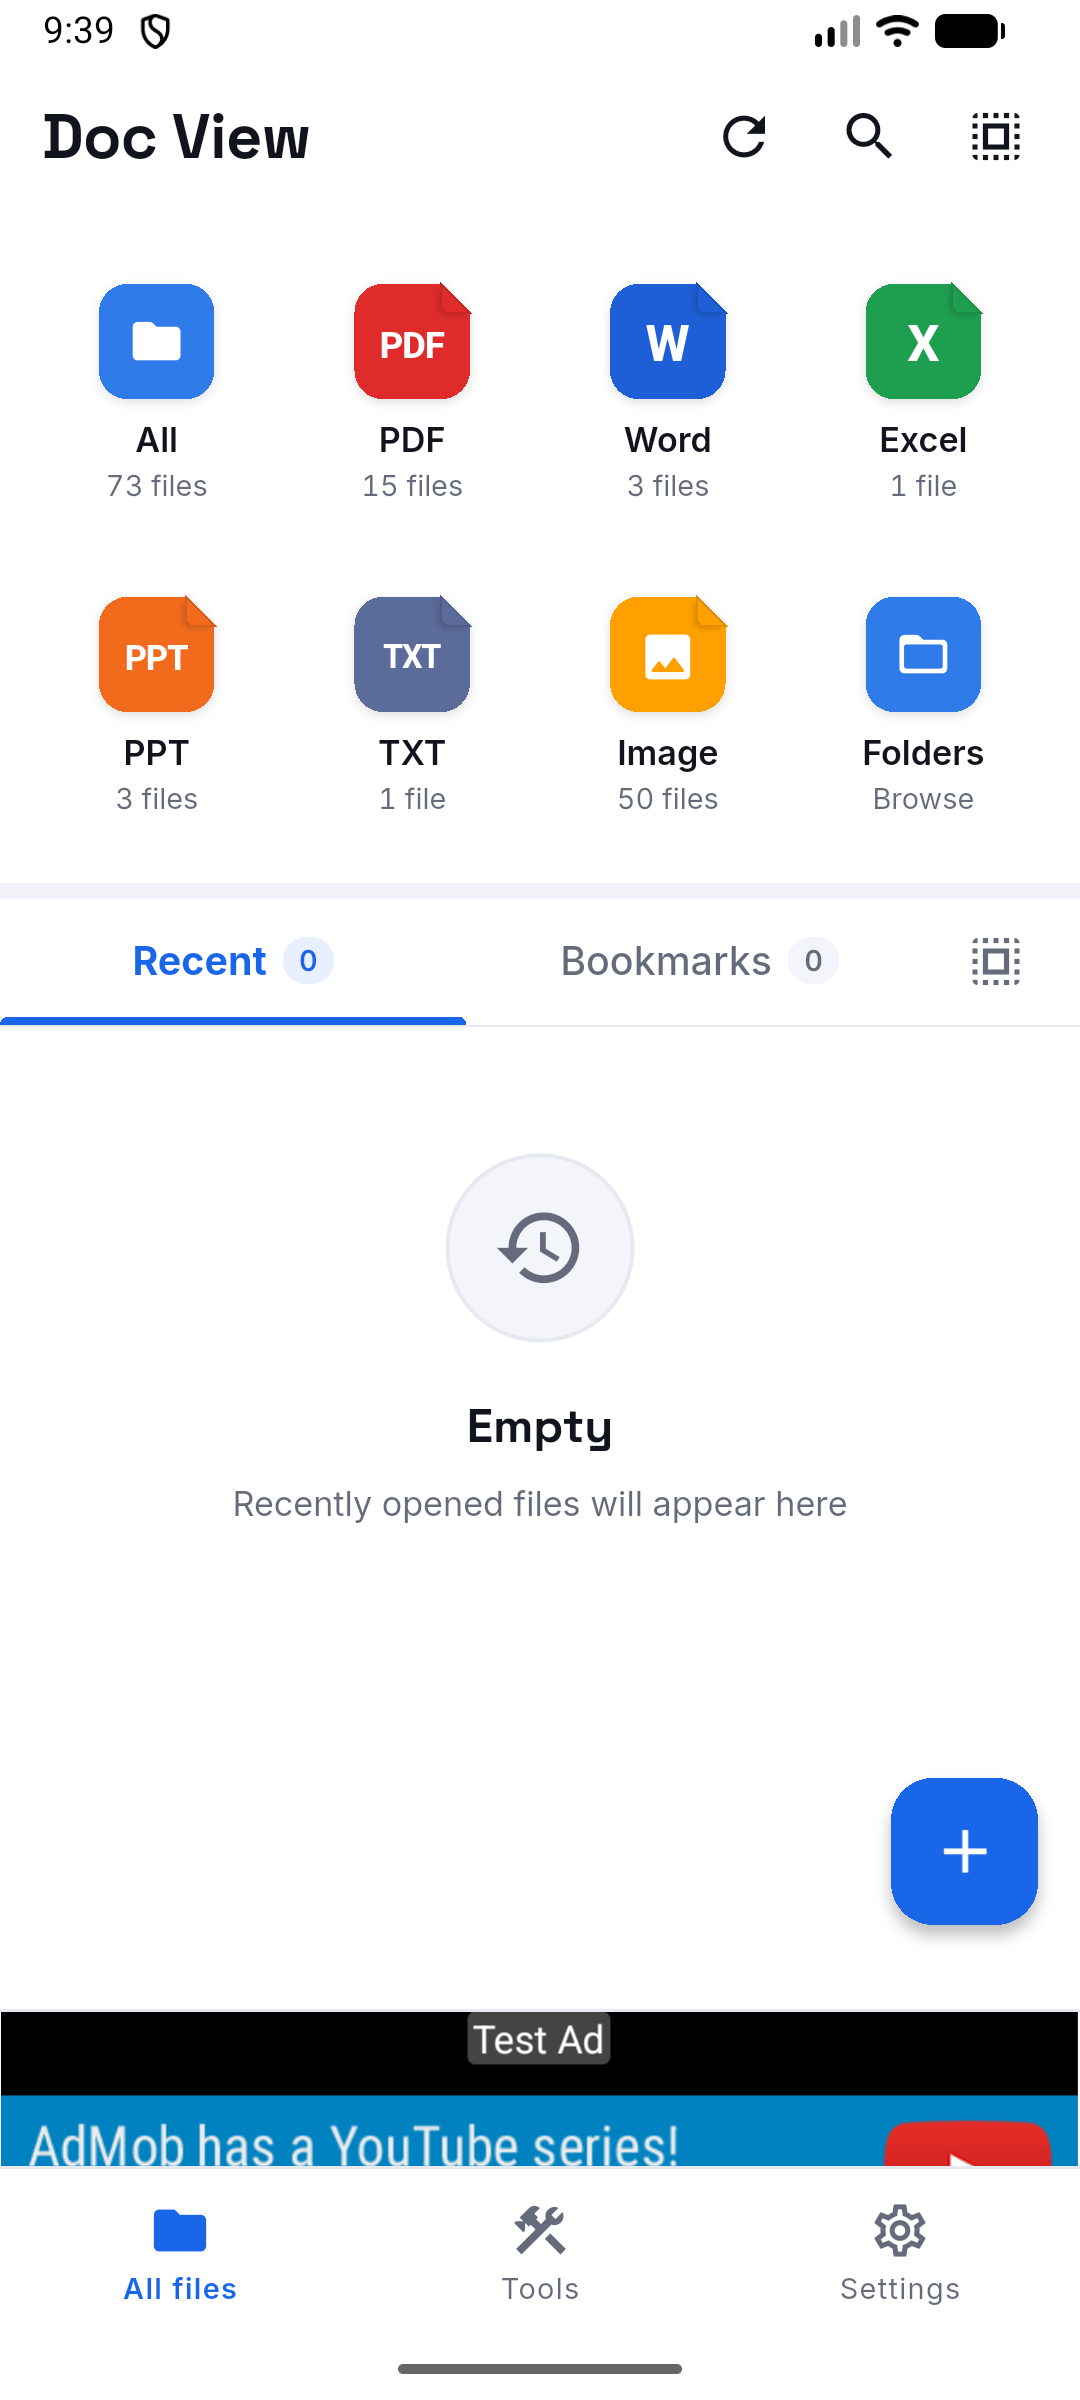 9:39
Doc View
PDF
W
X
All
PDF
Word
Excel
73 files
15 files
3 files
1 file
PPT
TXT
PPT
TXT
Image
Folders
3 files
1 file
50 files
Browse
Recent 0
Bookmarks 0
Empty
Recently opened files will appear here
+
Test Ad
AdMob has a YouTube series!
All files
Tools
Settings